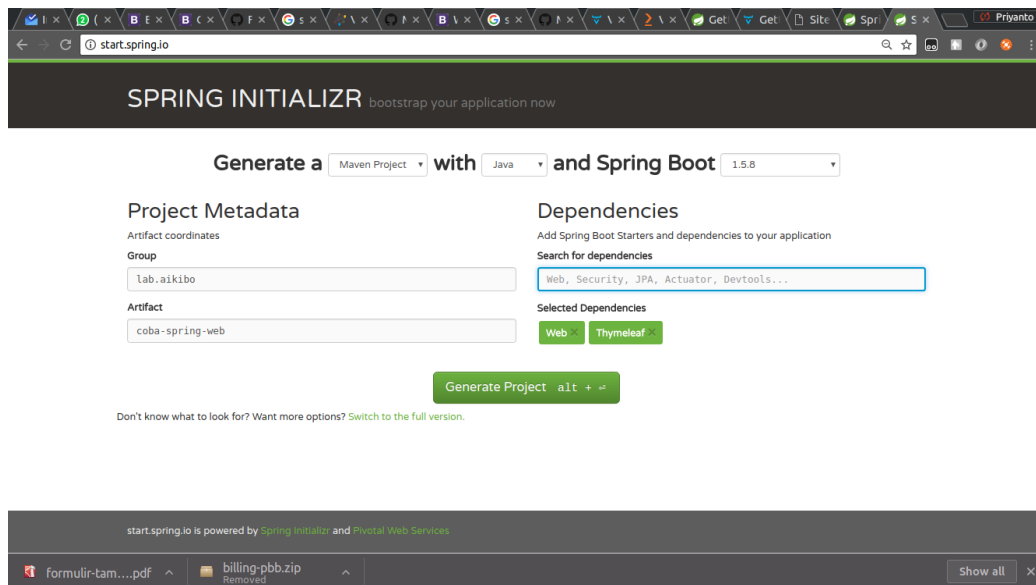 Priyanto
start.spring.io
SPRING INITIALIZR bootstrap your application now
Generate a Maven Project with Java and Spring Boot 1.5.8
Project Metadata
Artifact coordinates
Group
lab.aikibo
Artifact
coba-spring-web
Dependencies
Add Spring Boot Starters and dependencies to your application
Search for dependencies
Web, Security, JPA, Actuator, Devtools...
Selected Dependencies
Web × Thymeleaf ×
Generate Project alt + ⏎
Don't know what to look for? Want more options? Switch to the full version.
start.spring.io is powered by Spring Initializr and Pivotal Web Services
formulir-tam....pdf
billing-pbb.zip
Removed
Show all